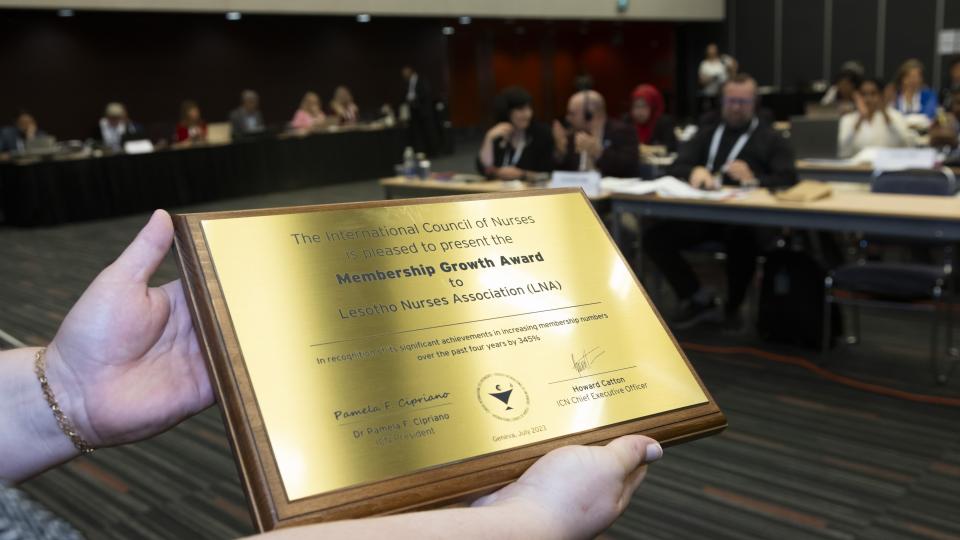 The International Council of Nurses
is pleased to present the
Membership Growth Award
to
Lesotho Nurses Association (LNA)
In recognition of its significant achievements in increasing membership numbers
over the past four years by 345%
Pamela F. Cipriano
Dr Pamela F. Cipriano
ICN President
Howard Catton
ICN Chief Executive Officer
Geneva, July 2023